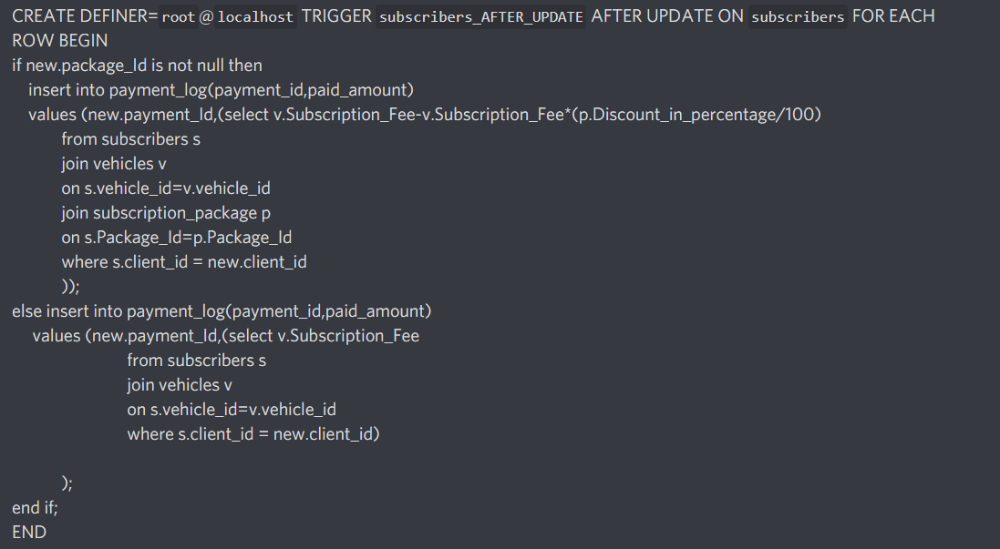 CREATE DEFINER=root@localhost TRIGGER subscribers_AFTER_UPDATE AFTER UPDATE ON subscribers FOR EACH
ROW BEGIN
if new.package_Id is not null then
insert into payment_log(payment_id,paid_amount)
values (new.payment_Id,(select v.Subscription_Fee-v.Subscription_Fee*(p.Discount_in_percentage/100)
from subscribers s
join vehicles v
on s.vehicle_id=v.vehicle_id
join subscription_package p
on s.Package_Id=p.Package_Id
where s.client_id = new.client_id
));
else insert into payment_log(payment_id,paid_amount)
values (new.payment_Id,(select v.Subscription_Fee
from subscribers s
join vehicles v
on s.vehicle_id=v.vehicle_id
where s.client_id = new.client_id)
);
end if;
END